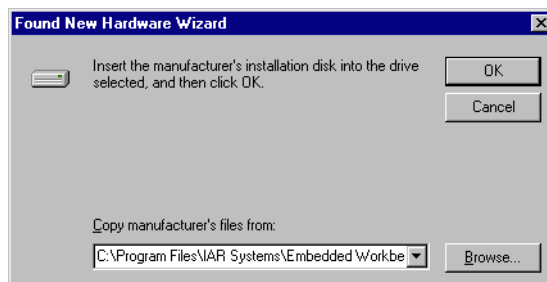 Found New Hardware Wizard
Insert the manufacturer's installation disk into the drive
selected, and then click OK.
OK
Cancel
Copy manufacturer's files from:
C:\Program Files\IAR Systems\Embedded Workbe
Browse...